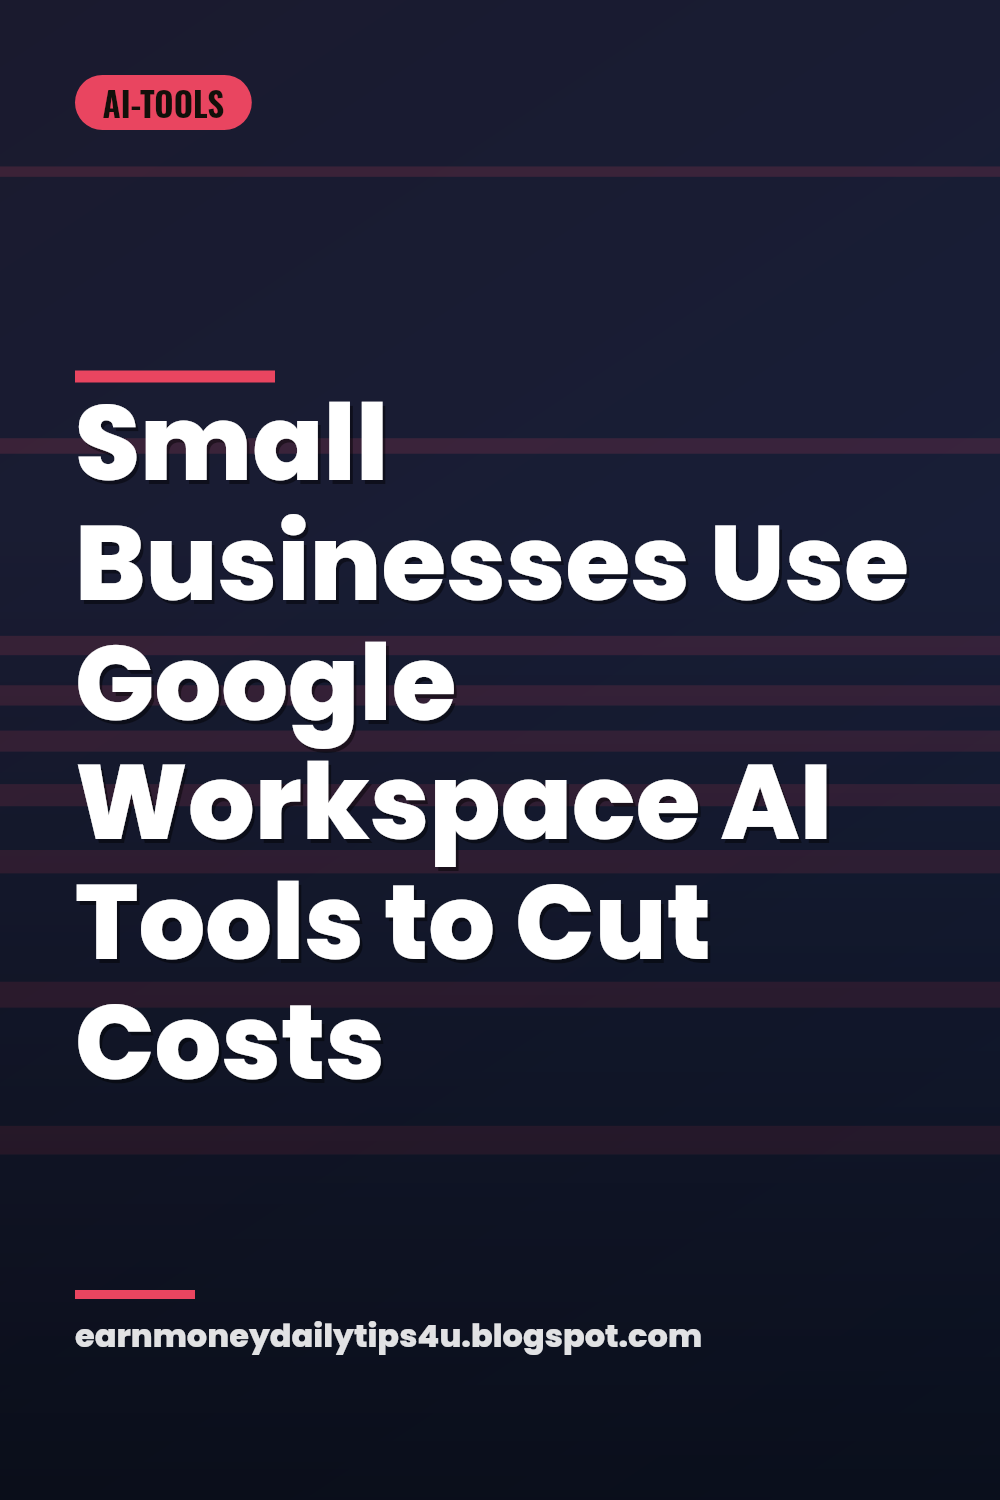 AI-TOOLS
Small
Businesses Use
Google
Workspace AI
Tools to Cut
Costs
earnmoneydailytips4u.blogspot.com